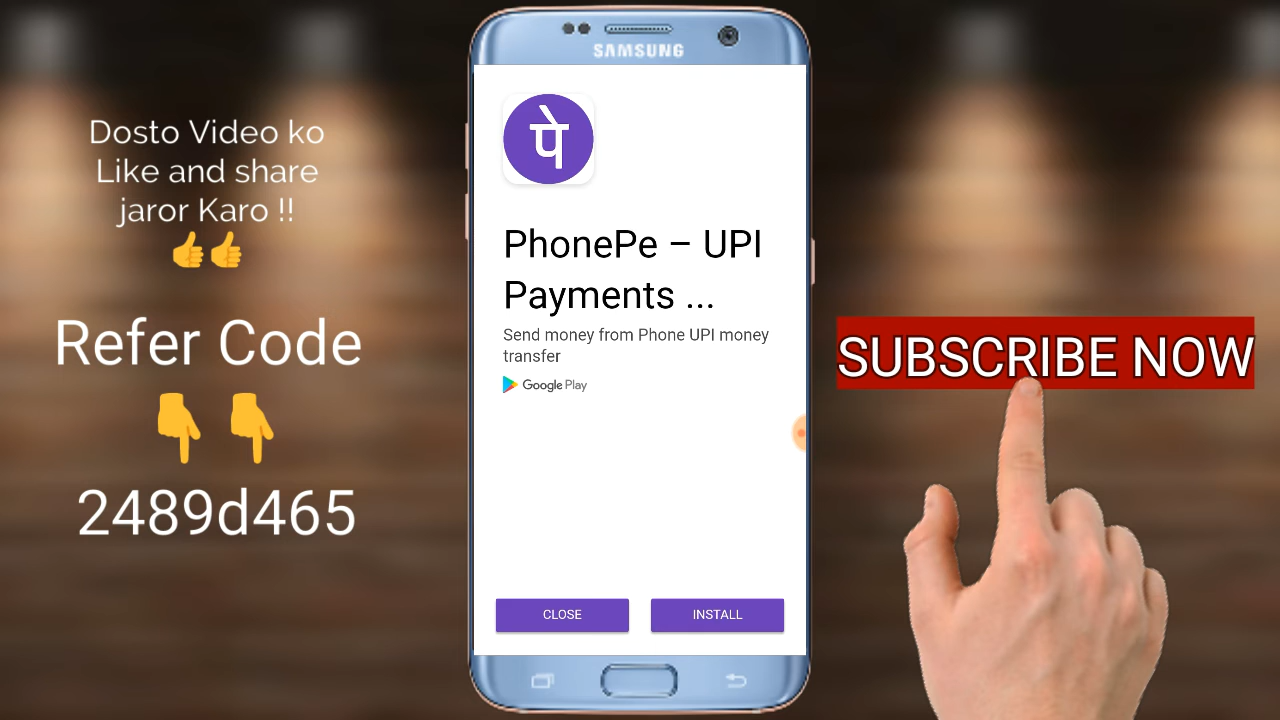 Dosto Video ko
Like and share
jaror Karo !!
👍👍
Refer Code
👇👇
2489d465
SAMSUNG
पे
PhonePe – UPI
Payments ...
Send money from Phone UPI money
transfer
Google Play
CLOSE
INSTALL
SUBSCRIBE NOW